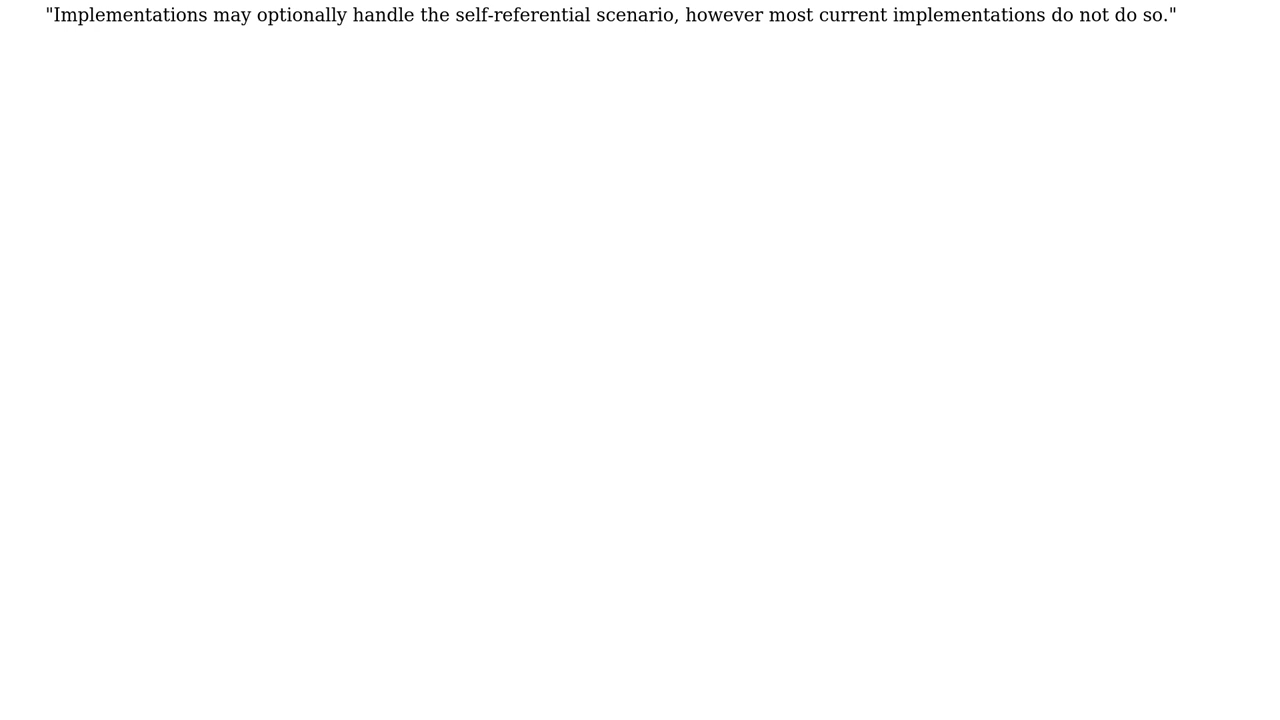 "Implementations may optionally handle the self-referential scenario, however most current implementations do not do so."